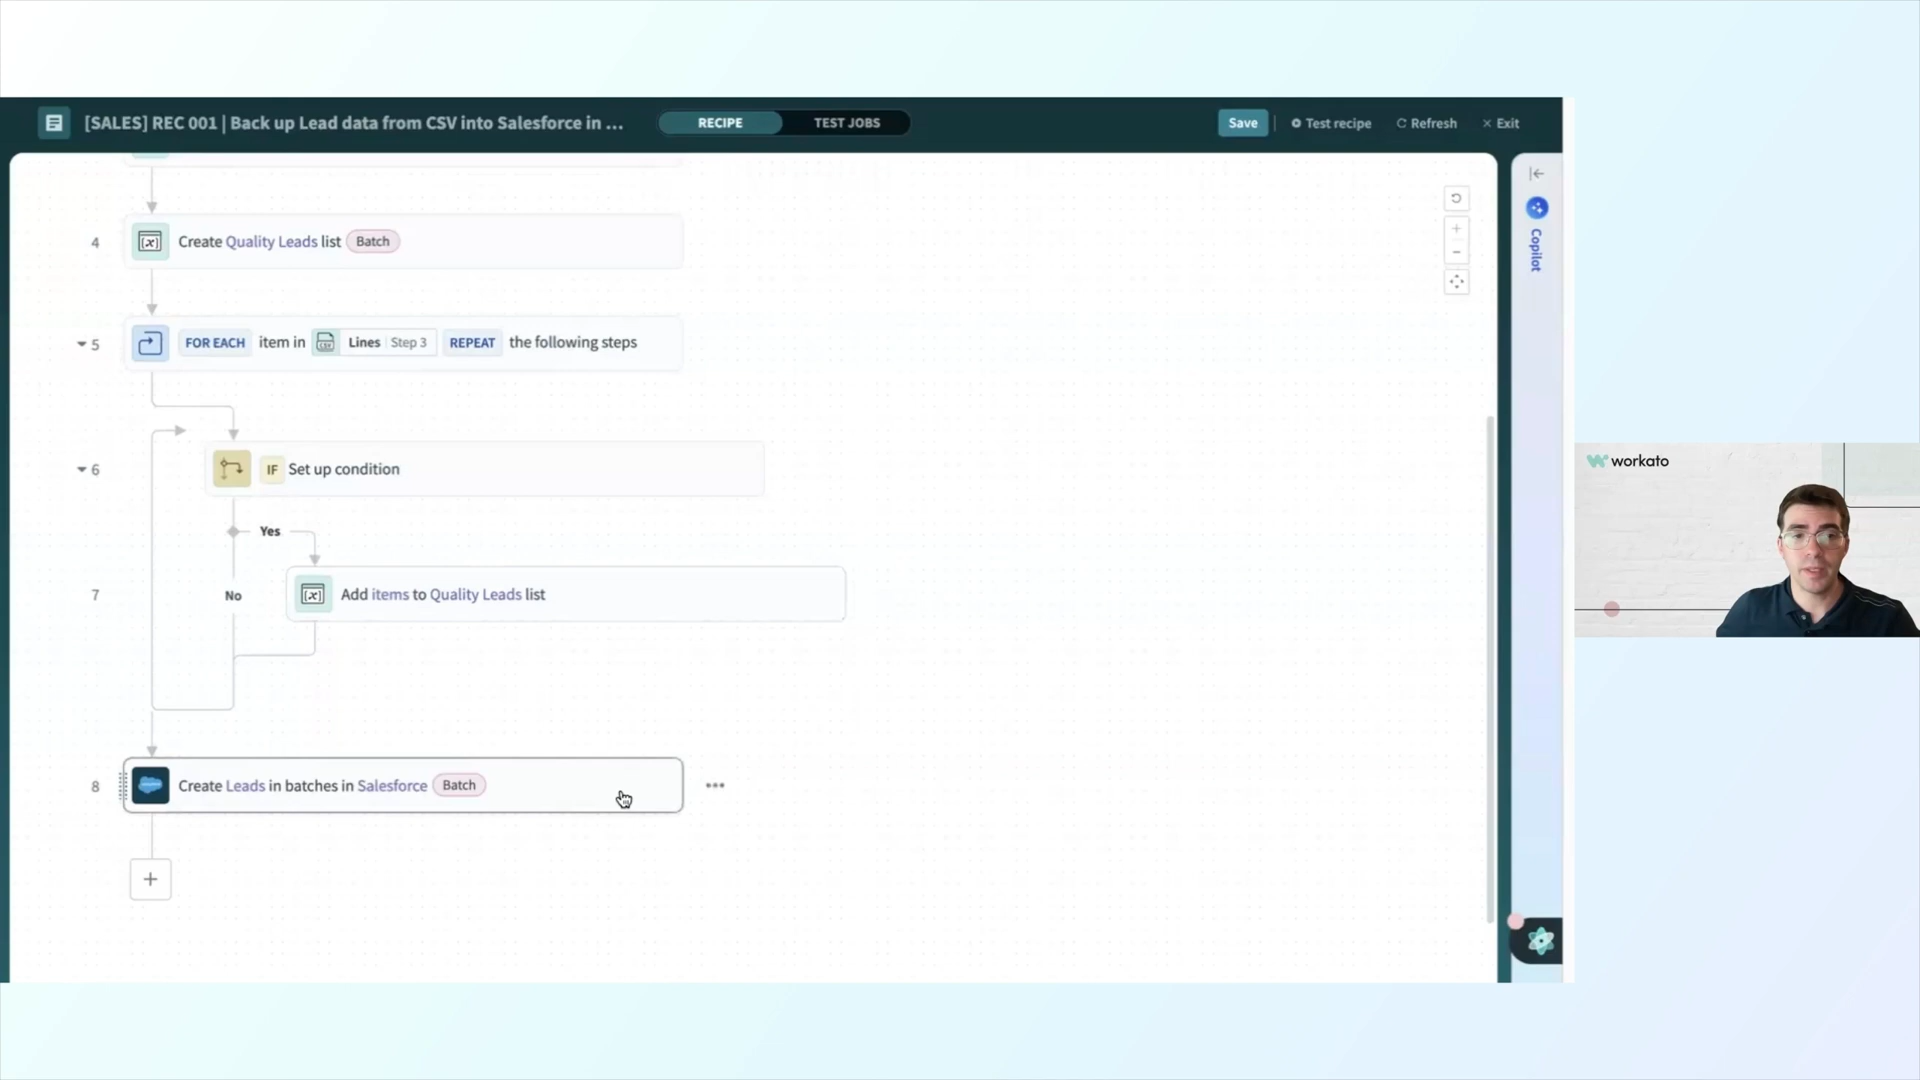 [SALES] REC 001 | Back up Lead data from CSV into Salesforce in ...
RECIPE
TEST JOBS
Save
Test recipe
Refresh
Exit
4
Create Quality Leads list Batch
5
FOR EACH item in Lines Step 3 REPEAT the following steps
6
IF Set up condition
Yes
No
7
Add items to Quality Leads list
8
Create Leads in batches in Salesforce Batch
Copilot
workato